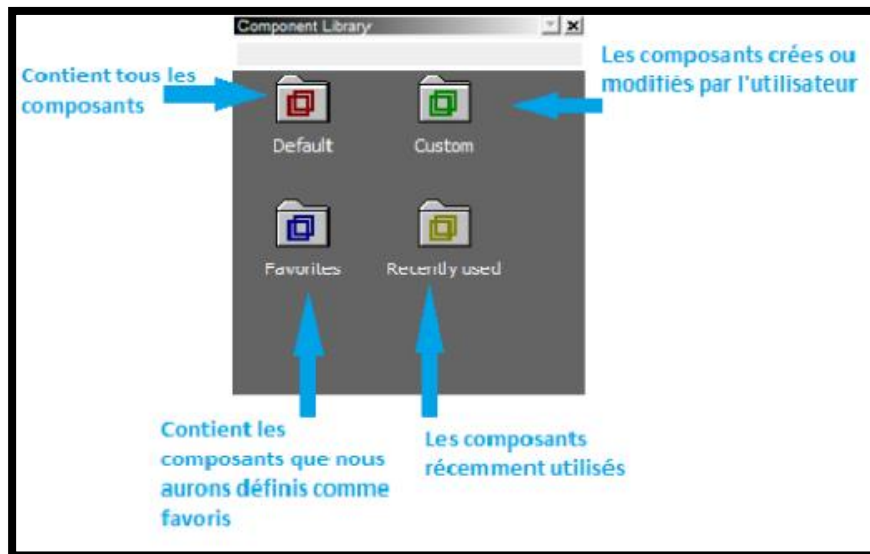 Component Library
Contient tous les
composants
Les composants crées ou
modifiés par l'utilisateur
Default
Custom
Favorites
Recently used
Contient les
composants que nous
aurons définis comme
favoris
Les composants
récemment utilisés